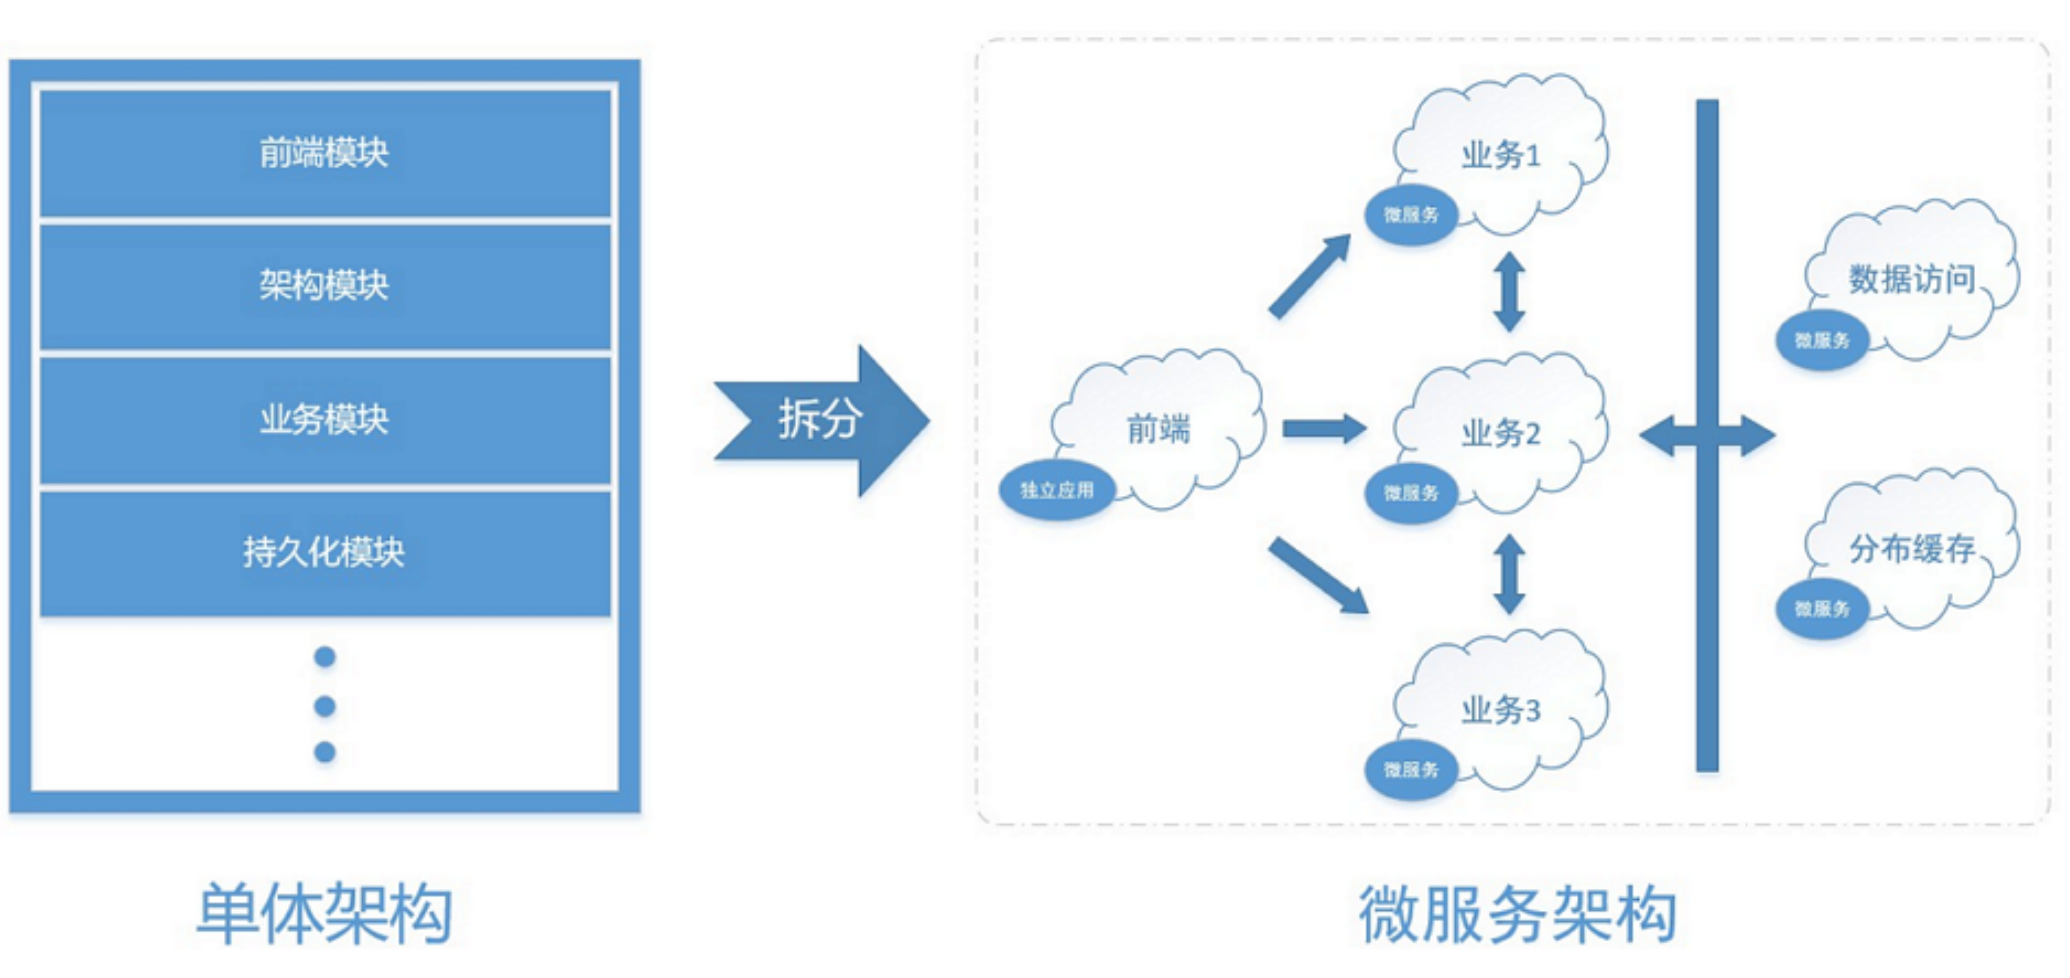 前端模块
架构模块
业务模块
持久化模块
单体架构
拆分
前端
独立应用
业务1
微服务
业务2
微服务
业务3
微服务
数据访问
微服务
分布缓存
微服务
微服务架构